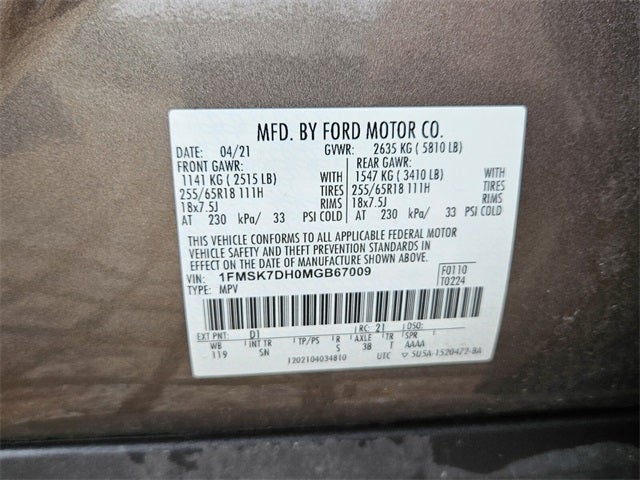 MFD. BY FORD MOTOR CO.
DATE: 04/21 GVWR: 2635 KG ( 5810 LB)
FRONT GAWR: REAR GAWR:
1141 KG ( 2515 LB) WITH 1547 KG ( 3410 LB) WITH
255/65R18 111H TIRES 255/65R18 111H TIRES
18x7.5J RIMS 18x7.5J RIMS
AT 230 kPa/ 33 PSI COLD AT 230 kPa/ 33 PSI COLD
THIS VEHICLE CONFORMS TO ALL APPLICABLE FEDERAL MOTOR
VEHICLE SAFETY AND THEFT PREVENTION STANDARDS IN
EFFECT ON THE DATE OF MANUFACTURE SHOWN ABOVE.
VIN: 1FMSK7DH0MGB67009 F0110
TYPE: MPV T0224
EXT PNT: D1 RC: 21 DSO:
WB INT TR TP/PS R AXLE TR SPR
119 SN S 38 T AAAA
1202104034810 UTC ▽ 5U5A-1520472-BA